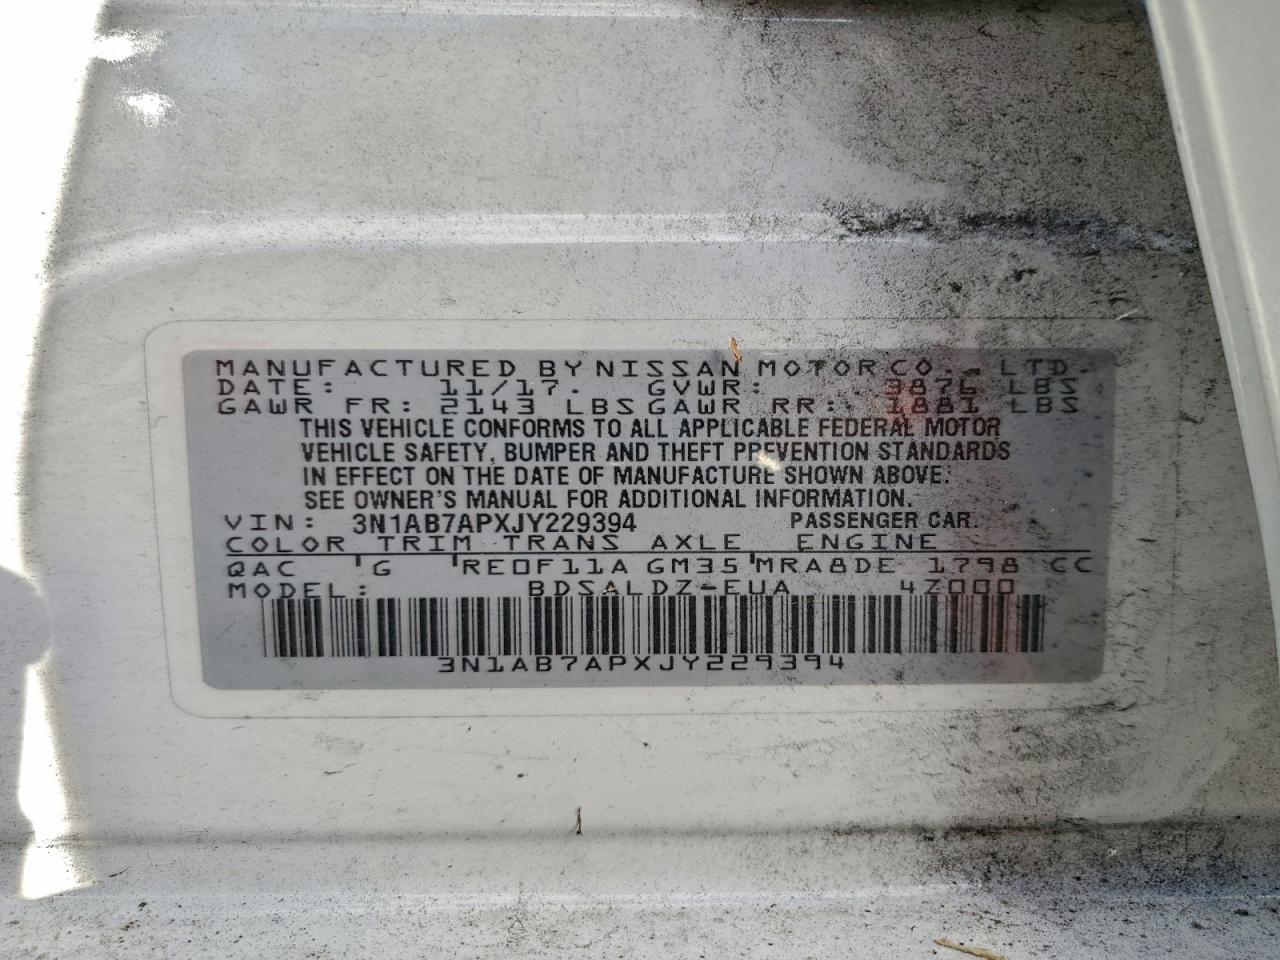 MANUFACTURED BY NISSAN MOTOR CO., LTD.
DATE: 11/17. GVWR: 3876 LBS
GAWR FR: 2143 LBS GAWR RR: 1881 LBS
THIS VEHICLE CONFORMS TO ALL APPLICABLE FEDERAL MOTOR
VEHICLE SAFETY, BUMPER AND THEFT PREVENTION STANDARDS
IN EFFECT ON THE DATE OF MANUFACTURE SHOWN ABOVE.
SEE OWNER'S MANUAL FOR ADDITIONAL INFORMATION.
VIN: 3N1AB7APXJY229394 PASSENGER CAR.
COLOR TRIM TRANS AXLE ENGINE
QAC 'G 'RE0F11A GM35'MRA8DE 1798 CC
MODEL: BDSALDZ-EUA 4Z000
3N1AB7APXJY229394